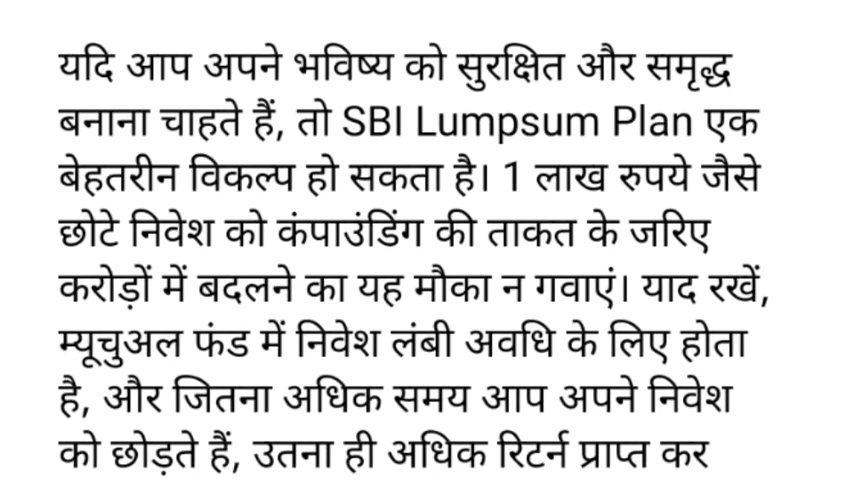 यदि आप अपने भविष्य को सुरक्षित और समृद्ध
बनाना चाहते हैं, तो SBI Lumpsum Plan एक
बेहतरीन विकल्प हो सकता है। 1 लाख रुपये जैसे
छोटे निवेश को कंपाउंडिंग की ताकत के जरिए
करोड़ों में बदलने का यह मौका न गवाएं। याद रखें,
म्यूचुअल फंड में निवेश लंबी अवधि के लिए होता
है, और जितना अधिक समय आप अपने निवेश
को छोड़ते हैं, उतना ही अधिक रिटर्न प्राप्त कर